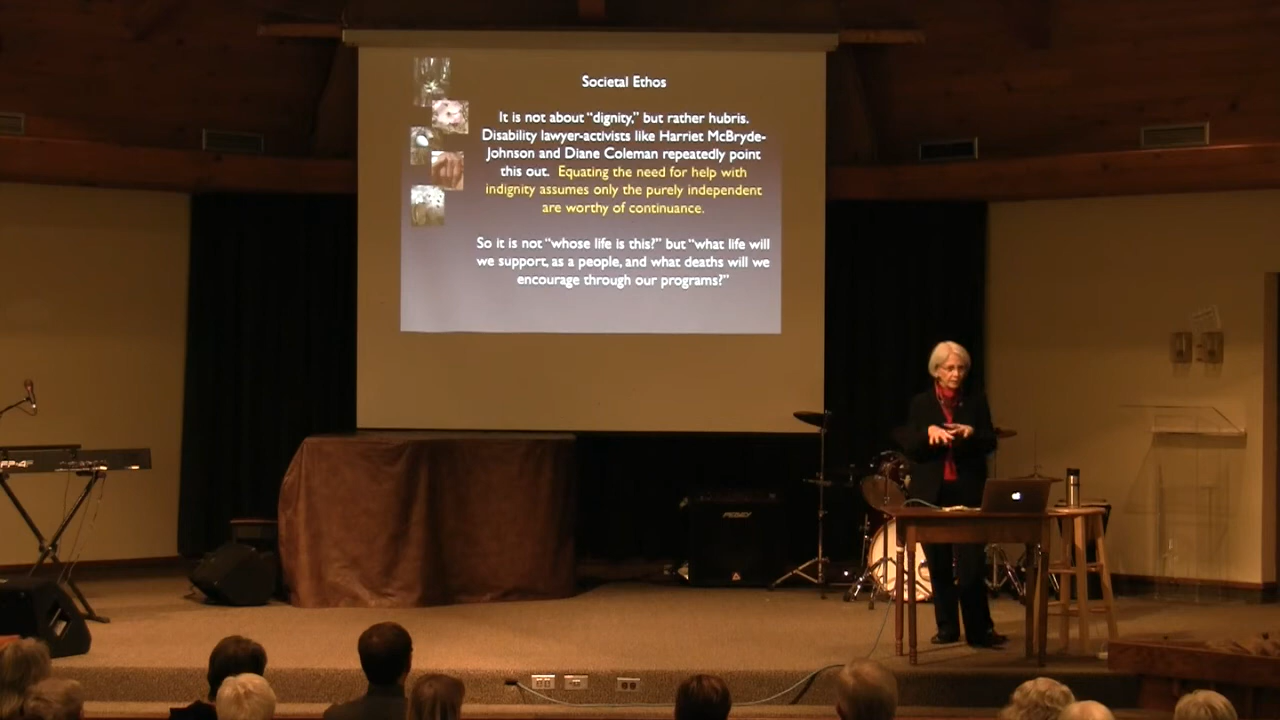 Societal Ethos
It is not about "dignity," but rather hubris.
Disability lawyer-activists like Harriet McBryde-
Johnson and Diane Coleman repeatedly point
this out. Equating the need for help with
indignity assumes only the purely independent
are worthy of continuance.
So it is not "whose life is this?" but "what life will
we support, as a people, and what deaths will we
encourage through our programs?"
PEAVEY